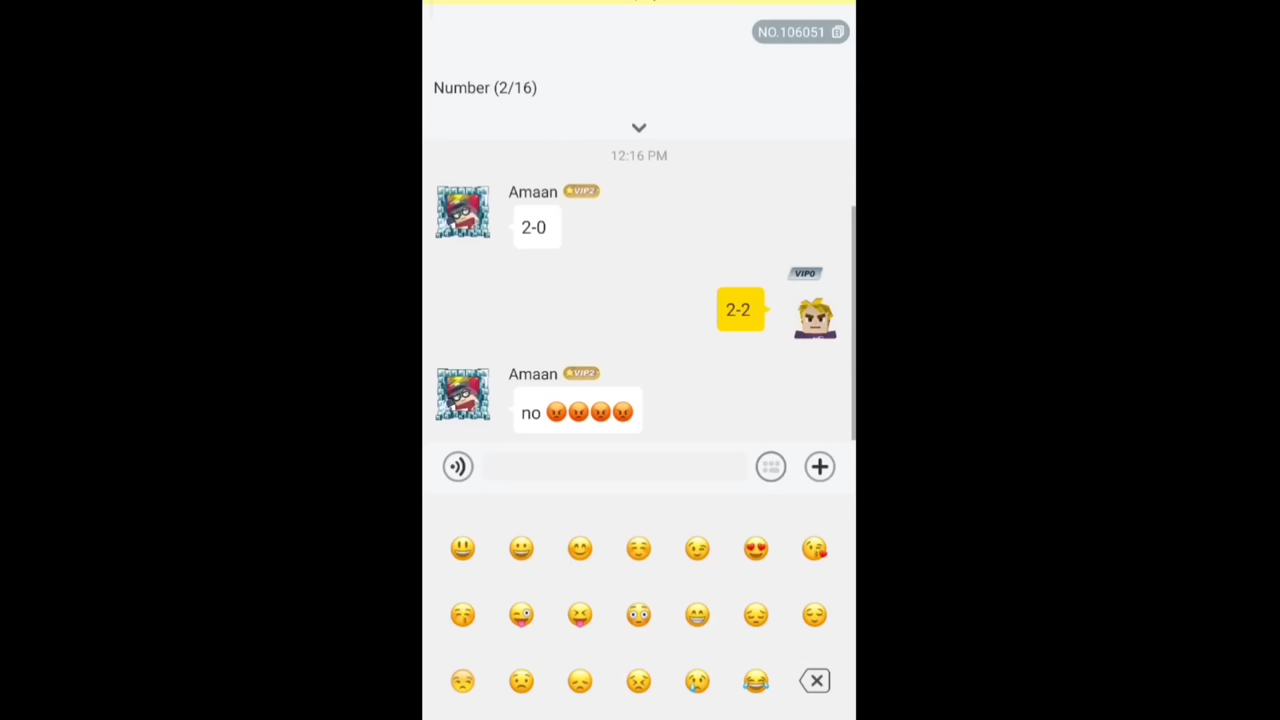 NO.106051
Number (2/16)
12:16 PM
Amaan VIP2
2-0
VIP0
2-2
Amaan VIP2
no 😡😡😡😡